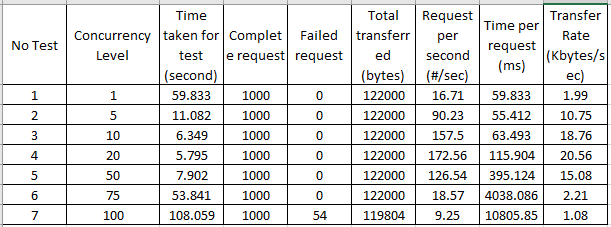 No Test Concurrency Level Time taken for test (second) Complet e request Failed request Total transferr ed (bytes) Request per second (#/sec) Time per request (ms) Transfer Rate (Kbytes/s ec)
1 1 59.833 1000 0 122000 16.71 59.833 1.99
2 5 11.082 1000 0 122000 90.23 55.412 10.75
3 10 6.349 1000 0 122000 157.5 63.493 18.76
4 20 5.795 1000 0 122000 172.56 115.904 20.56
5 50 7.902 1000 0 122000 126.54 395.124 15.08
6 75 53.841 1000 0 122000 18.57 4038.086 2.21
7 100 108.059 1000 54 119804 9.25 10805.85 1.08